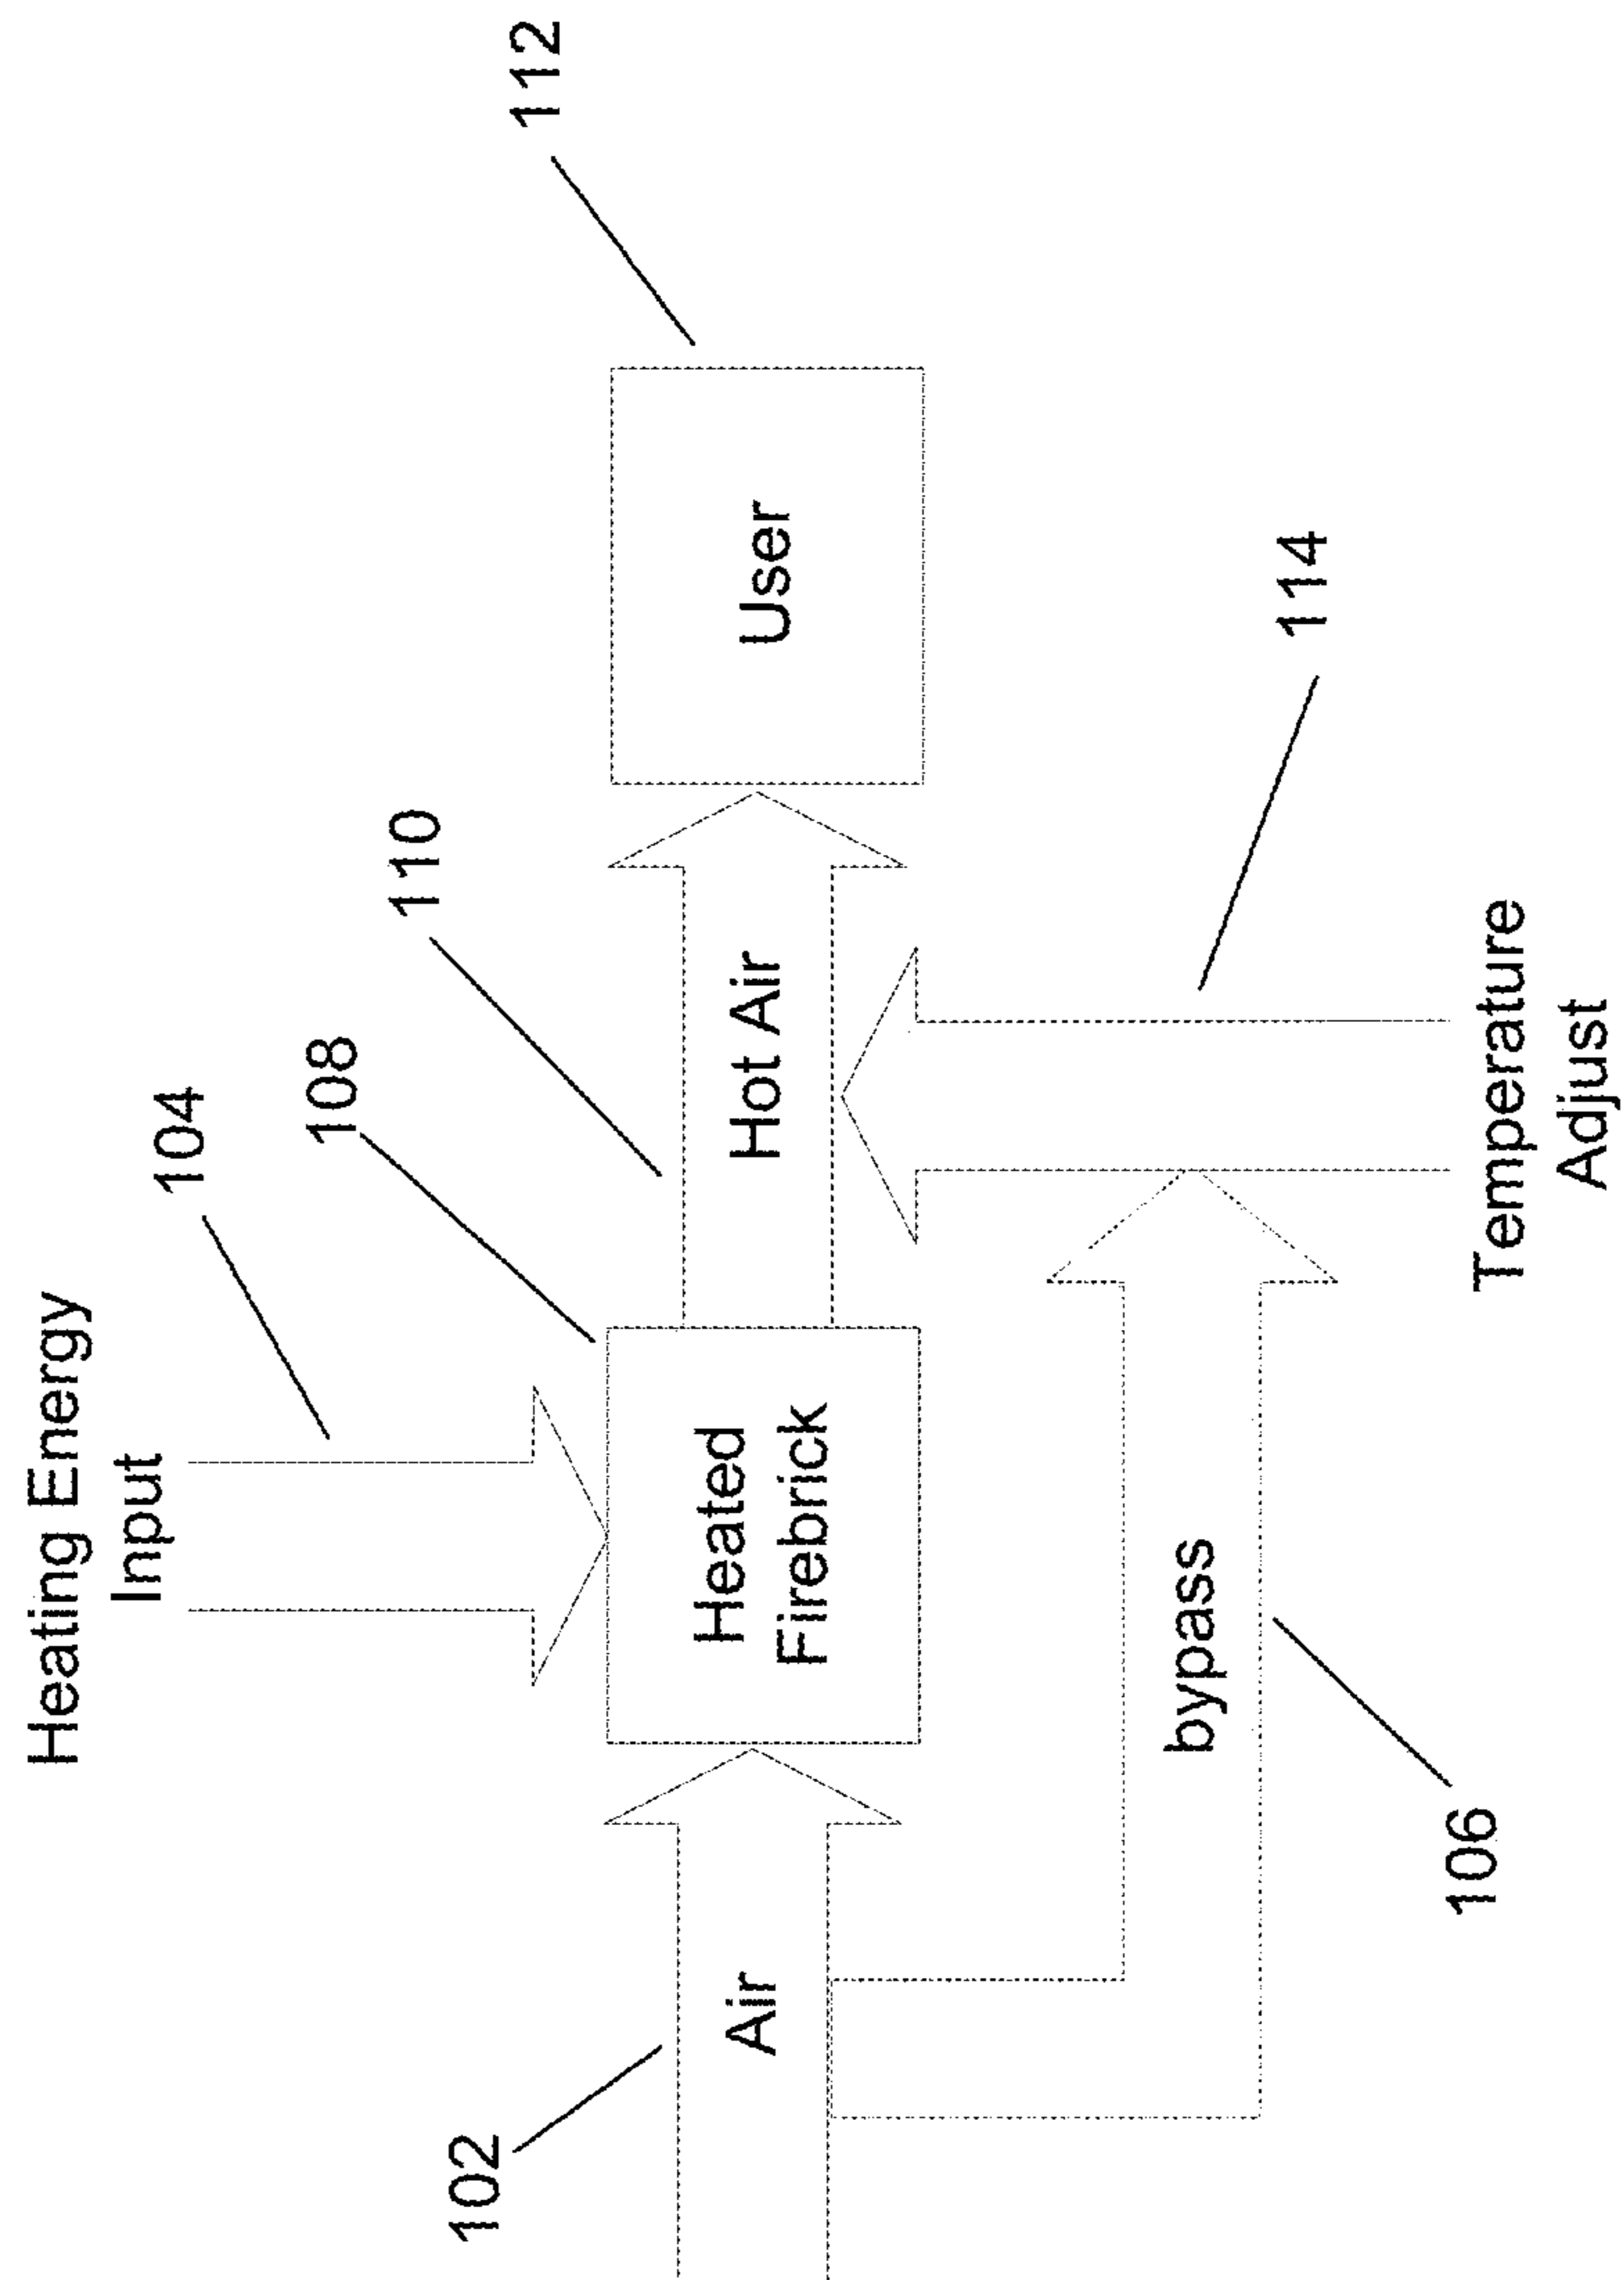 Heating Energy
Input
104
108
110
112
102
Air
Heated
Firebrick
Hot Air
User
bypass
106
114
Temperature
Adjust